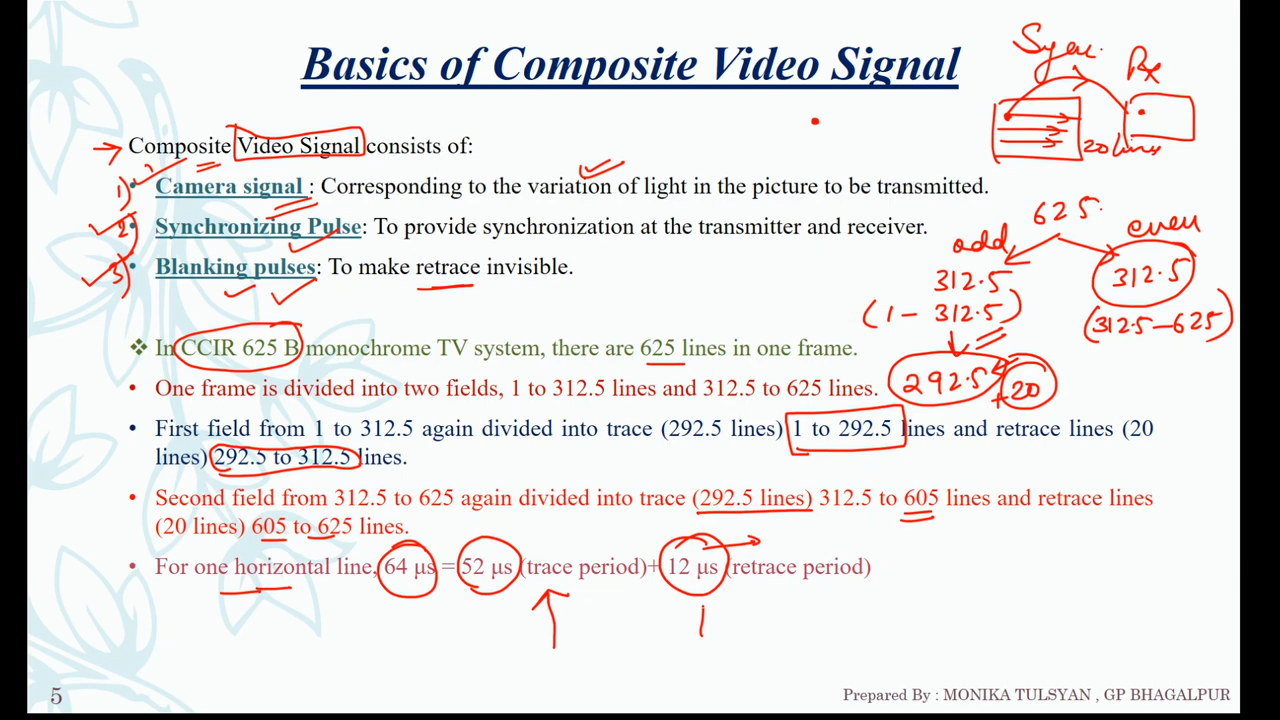 Basics of Composite Video Signal
Sync.
Rx
20 lines
→ Composite Video Signal consists of:
1) • Camera signal : Corresponding to the variation of light in the picture to be transmitted.
2) • Synchronizing Pulse: To provide synchronization at the transmitter and receiver.
3) • Blanking pulses: To make retrace invisible.
625
odd even
312.5 312.5
(1 - 312.5) (312.5-625)
292.5 + 20
❖ In CCIR 625 B monochrome TV system, there are 625 lines in one frame.
• One frame is divided into two fields, 1 to 312.5 lines and 312.5 to 625 lines.
• First field from 1 to 312.5 again divided into trace (292.5 lines) 1 to 292.5 lines and retrace lines (20
lines) 292.5 to 312.5 lines.
• Second field from 312.5 to 625 again divided into trace (292.5 lines) 312.5 to 605 lines and retrace lines
(20 lines) 605 to 625 lines.
• For one horizontal line, 64 μs = 52 μs (trace period)+ 12 μs (retrace period)
5
Prepared By : MONIKA TULSYAN , GP BHAGALPUR